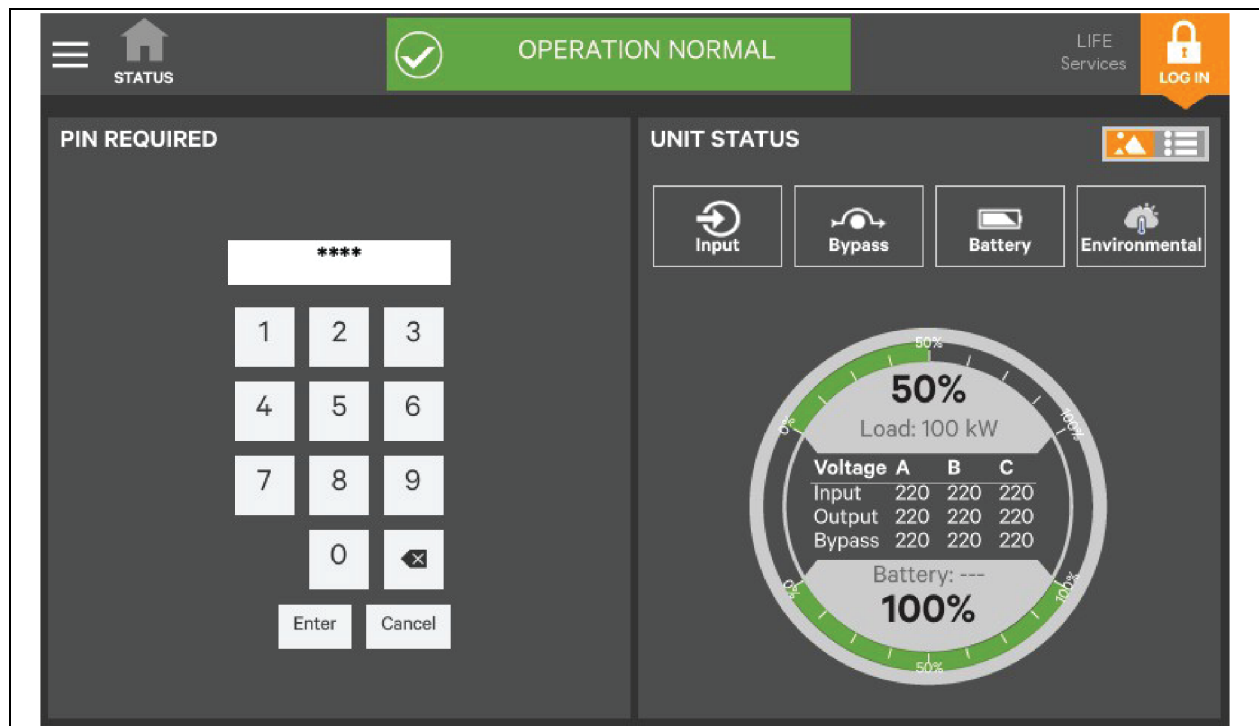 STATUS
OPERATION NORMAL
LIFE
Services
LOG IN
PIN REQUIRED
****
1 2 3
4 5 6
7 8 9
0
Enter Cancel
UNIT STATUS
Input Bypass Battery Environmental
50%
0% 100%
50%
Load: 100 kW
Voltage A B C
Input 220 220 220
Output 220 220 220
Bypass 220 220 220
Battery: ---
0% 100%
100%
50%